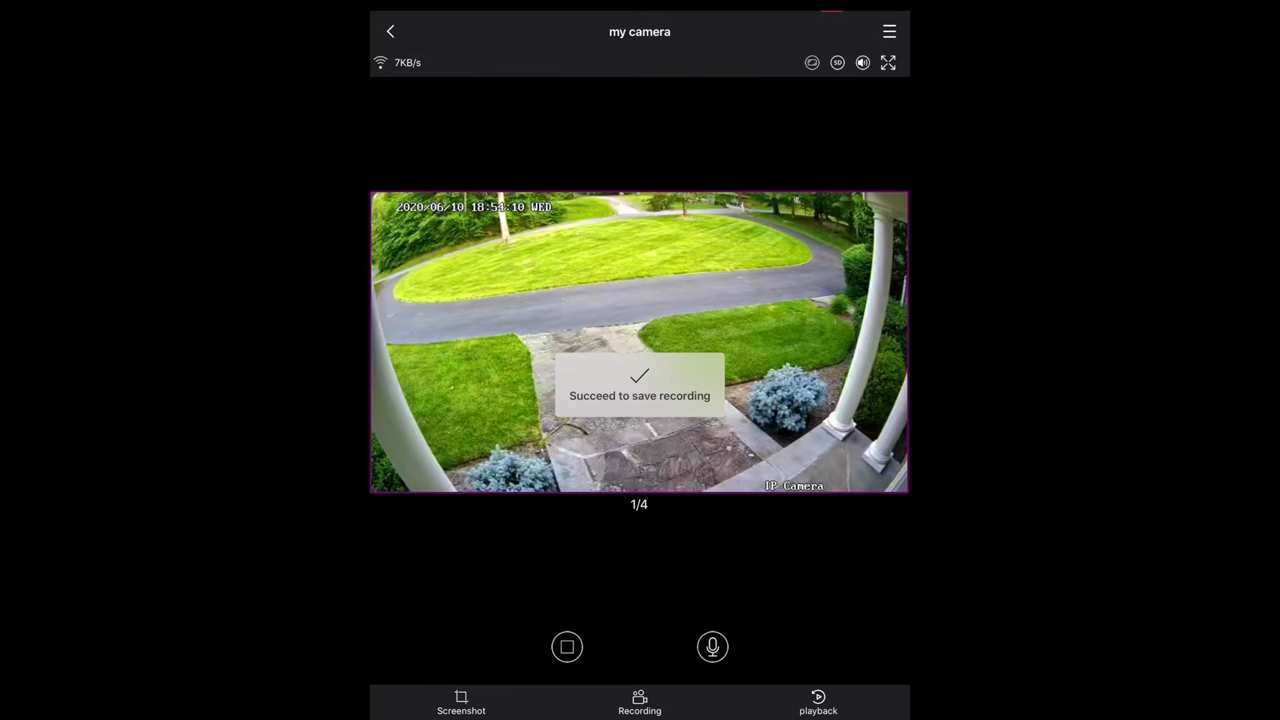 my camera
7KB/s
SD
2020/06/10 18:54:10 WED
Succeed to save recording
IP Camera
1/4
Screenshot
Recording
playback